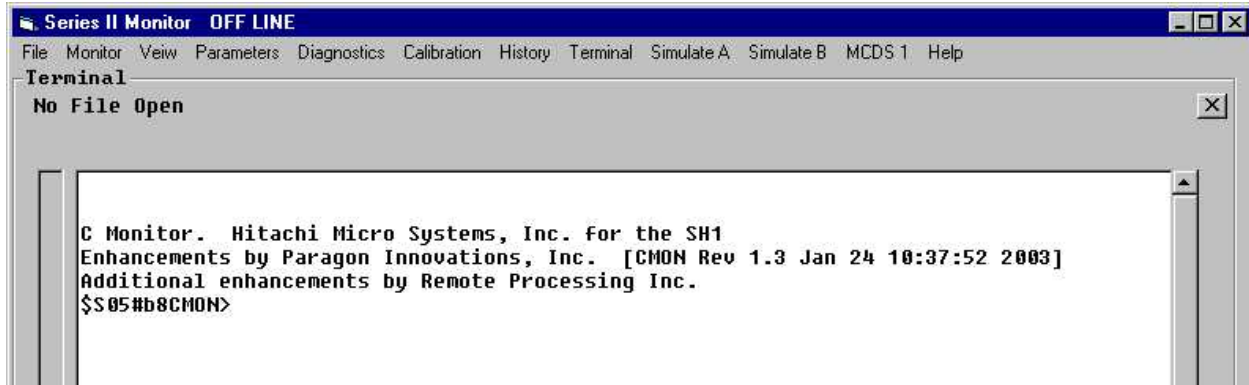 Series II Monitor OFF LINE
File Monitor Veiw Parameters Diagnostics Calibration History Terminal Simulate A Simulate B MCDS 1 Help
Terminal
No File Open
C Monitor. Hitachi Micro Systems, Inc. for the SH1
Enhancements by Paragon Innovations, Inc. [CMON Rev 1.3 Jan 24 10:37:52 2003]
Additional enhancements by Remote Processing Inc.
$S05#b8CMON>